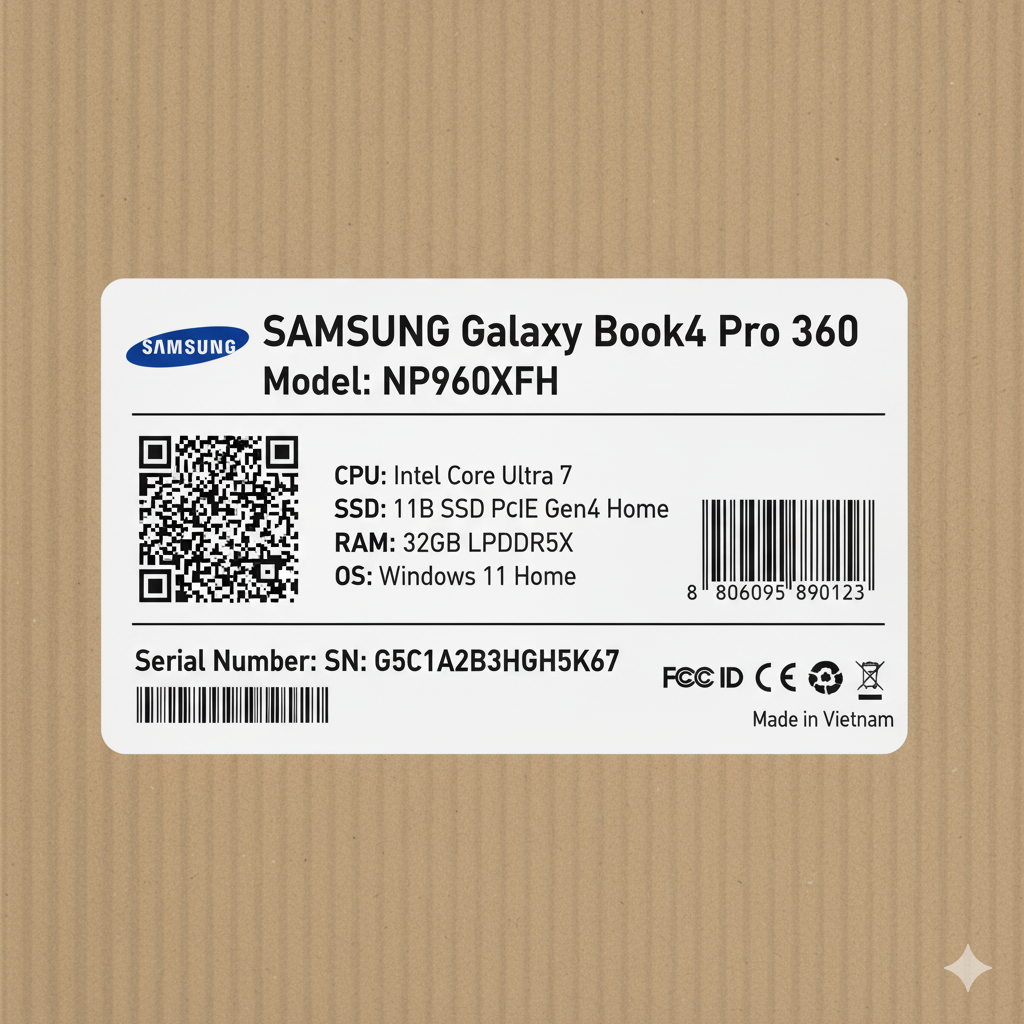 SAMSUNG
SAMSUNG Galaxy Book4 Pro 360
Model: NP960XFH
CPU: Intel Core Ultra 7
SSD: 11B SSD PcIE Gen4 Home
RAM: 32GB LPDDR5X
OS: Windows 11 Home
8 806095 890123
Serial Number: SN: G5C1A2B3HGH5K67
FCC ID CE
Made in Vietnam